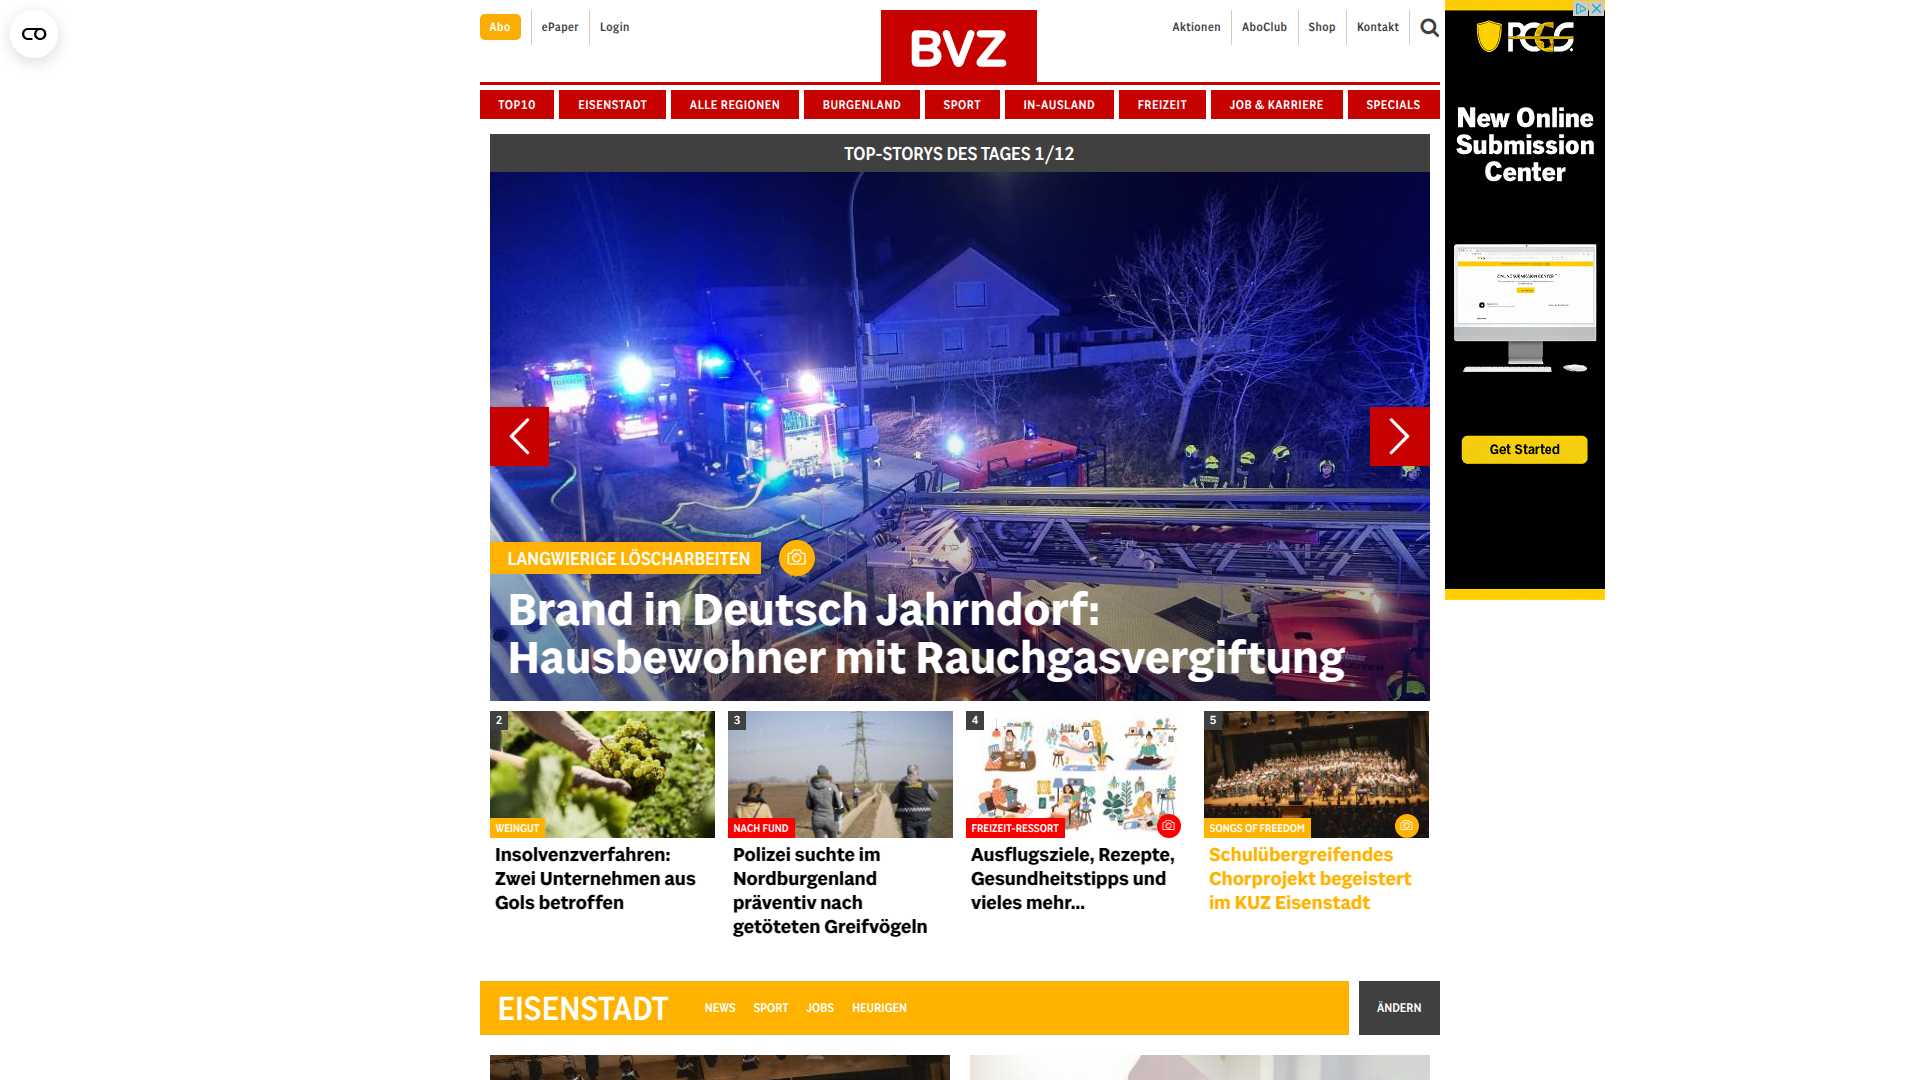 Abo
ePaper
Login
BVZ
Aktionen
AboClub
Shop
Kontakt
TOP10
EISENSTADT
ALLE REGIONEN
BURGENLAND
SPORT
IN-AUSLAND
FREIZEIT
JOB & KARRIERE
SPECIALS
TOP-STORYS DES TAGES 1/12
LANGWIERIGE LÖSCHARBEITEN
Brand in Deutsch Jahrndorf:
Hausbewohner mit Rauchgasvergiftung
2
WEINGUT
Insolvenzverfahren:
Zwei Unternehmen aus
Gols betroffen
3
NACH FUND
Polizei suchte im
Nordburgenland
präventiv nach
getöteten Greifvögeln
4
FREIZEIT-RESSORT
Ausflugsziele, Rezepte,
Gesundheitstipps und
vieles mehr...
5
SONGS OF FREEDOM
Schulübergreifendes
Chorprojekt begeistert
im KUZ Eisenstadt
EISENSTADT
NEWS
SPORT
JOBS
HEURIGEN
ÄNDERN
PCGS
New Online
Submission
Center
Get Started